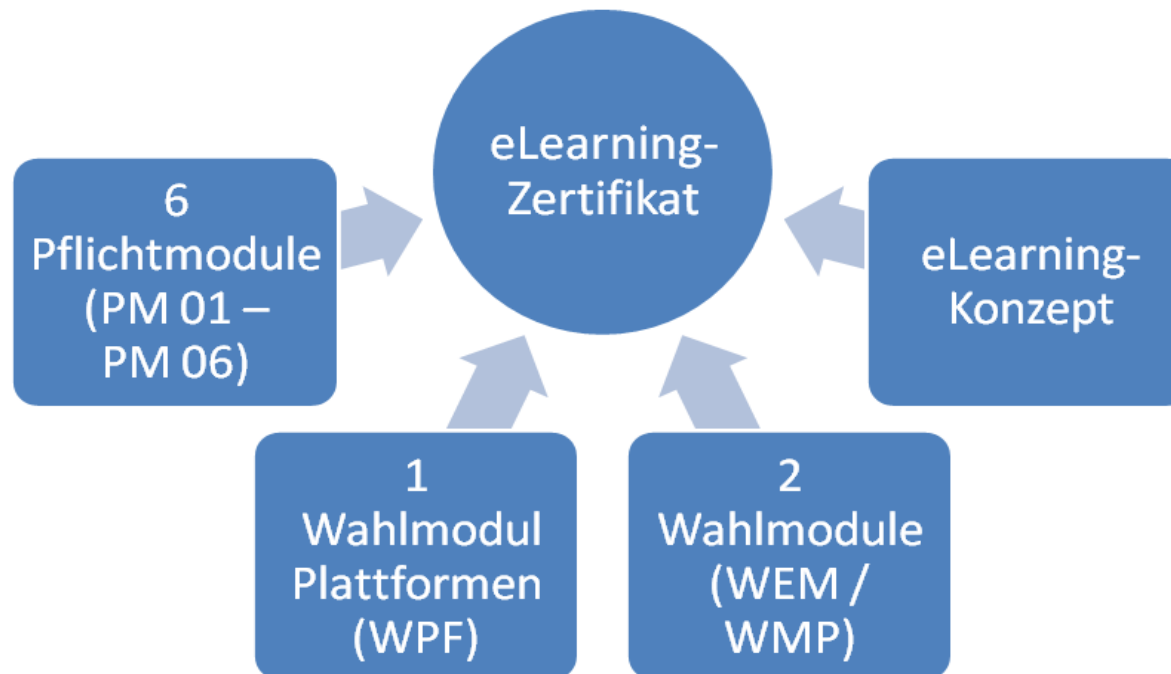 eLearning-
Zertifikat
6
Pflichtmodule
(PM 01 –
PM 06)
eLearning-
Konzept
1
Wahlmodul
Plattformen
(WPF)
2
Wahlmodule
(WEM /
WMP)